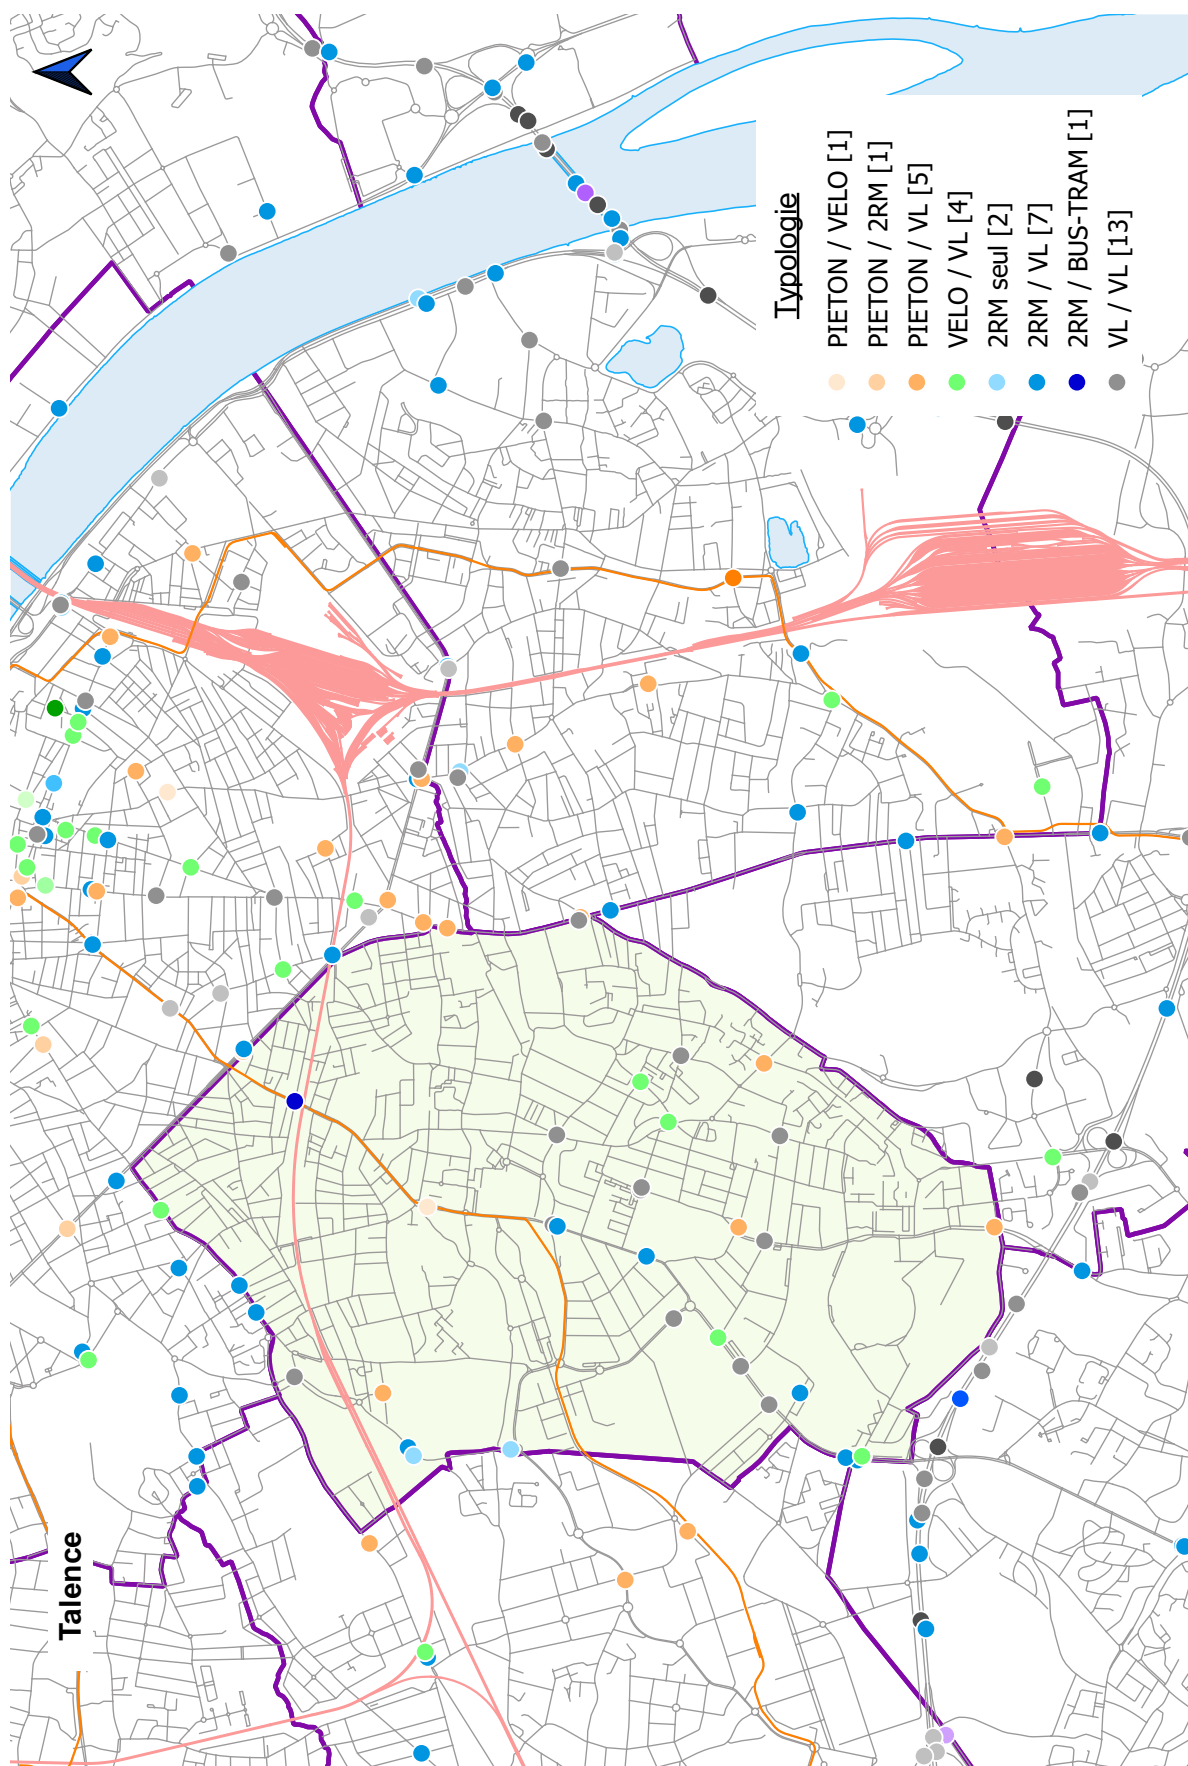 Talence
Typologie
PIETON / VELO [1]
PIETON / 2RM [1]
PIETON / VL [5]
VELO / VL [4]
2RM seul [2]
2RM / VL [7]
2RM / BUS-TRAM [1]
VL / VL [13]